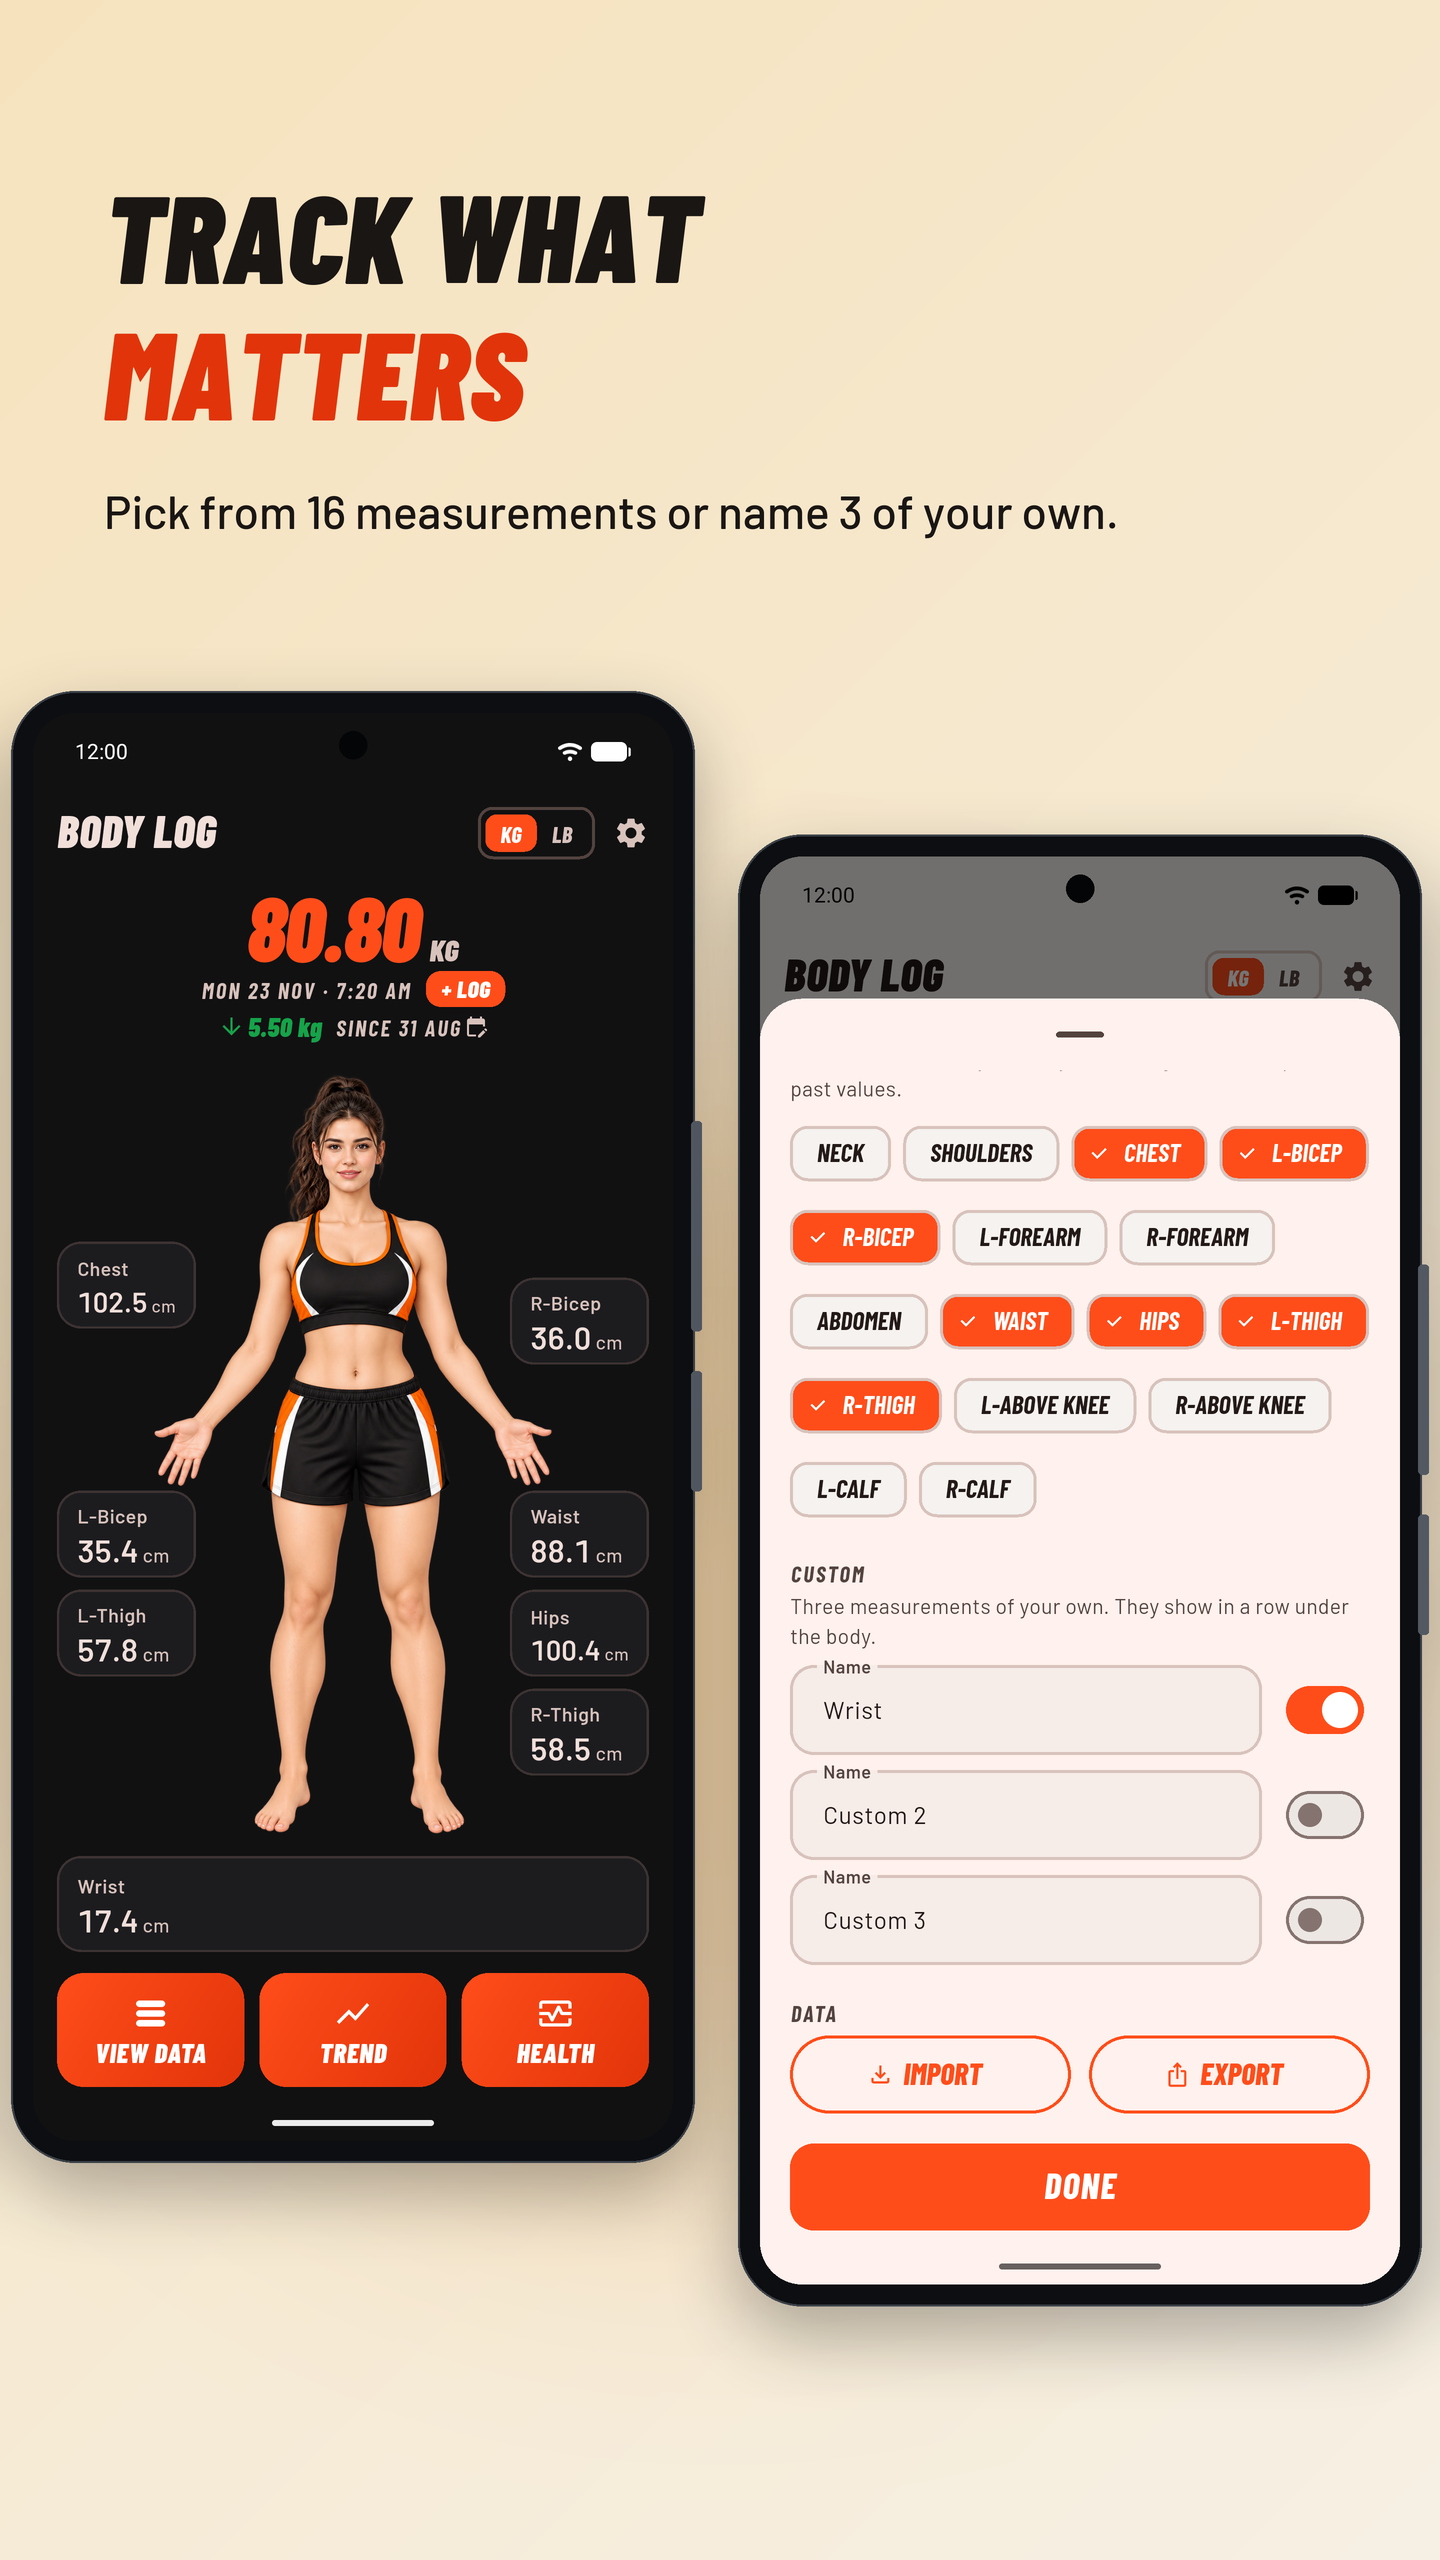 TRACK WHAT
MATTERS
Pick from 16 measurements or name 3 of your own.
12:00
BODY LOG
KG LB
80.80 KG
MON 23 NOV · 7:20 AM + LOG
5.50 kg SINCE 31 AUG
Chest
102.5 cm
R-Bicep
36.0 cm
L-Bicep
35.4 cm
Waist
88.1 cm
L-Thigh
57.8 cm
Hips
100.4 cm
R-Thigh
58.5 cm
Wrist
17.4 cm
VIEW DATA TREND HEALTH
12:00
BODY LOG
KG LB
past values.
NECK SHOULDERS CHEST L-BICEP
R-BICEP L-FOREARM R-FOREARM
ABDOMEN WAIST HIPS L-THIGH
R-THIGH L-ABOVE KNEE R-ABOVE KNEE
L-CALF R-CALF
CUSTOM
Three measurements of your own. They show in a row under
the body.
Name
Wrist
Name
Custom 2
Name
Custom 3
DATA
IMPORT EXPORT
DONE